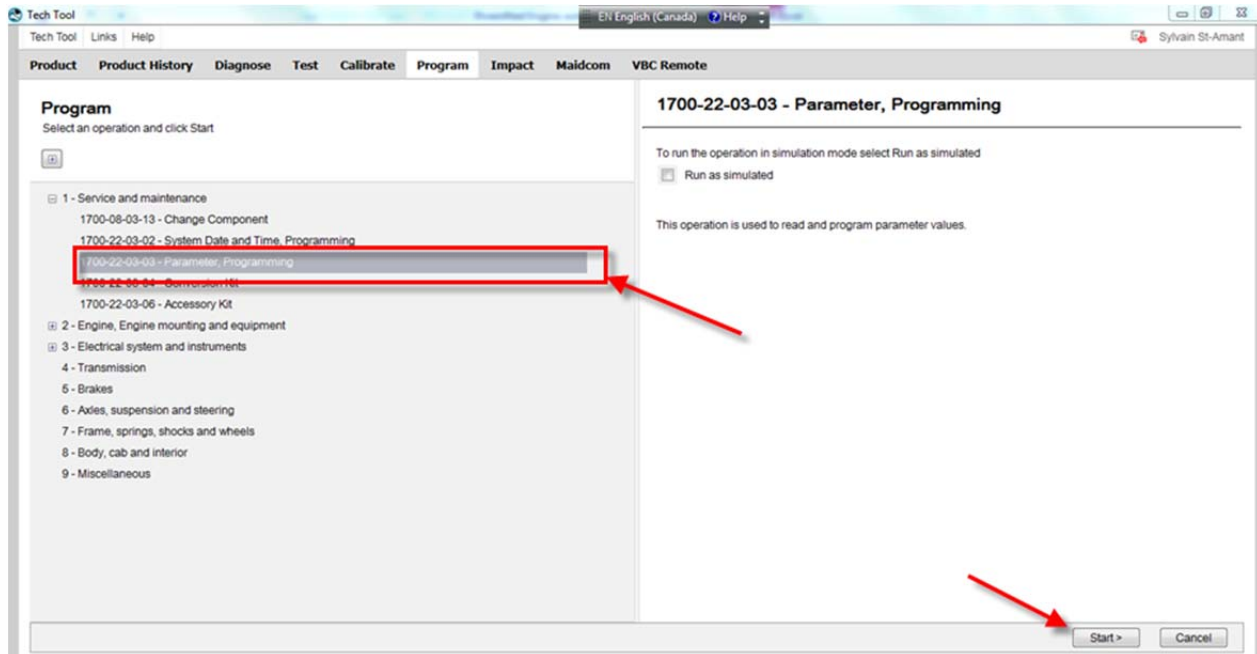 Tech Tool
EN English (Canada) Help
Tech Tool Links Help
Sylvain St-Amant
Product Product History Diagnose Test Calibrate Program Impact Maidcom VBC Remote
Program
Select an operation and click Start
1 - Service and maintenance
1700-08-03-13 - Change Component
1700-22-03-02 - System Date and Time, Programming
1700-22-03-03 - Parameter, Programming
1700-22-03-04 - Conversion Kit
1700-22-03-06 - Accessory Kit
2 - Engine, Engine mounting and equipment
3 - Electrical system and instruments
4 - Transmission
5 - Brakes
6 - Axles, suspension and steering
7 - Frame, springs, shocks and wheels
8 - Body, cab and interior
9 - Miscellaneous
1700-22-03-03 - Parameter, Programming
To run the operation in simulation mode select Run as simulated
Run as simulated
This operation is used to read and program parameter values.
Start >
Cancel